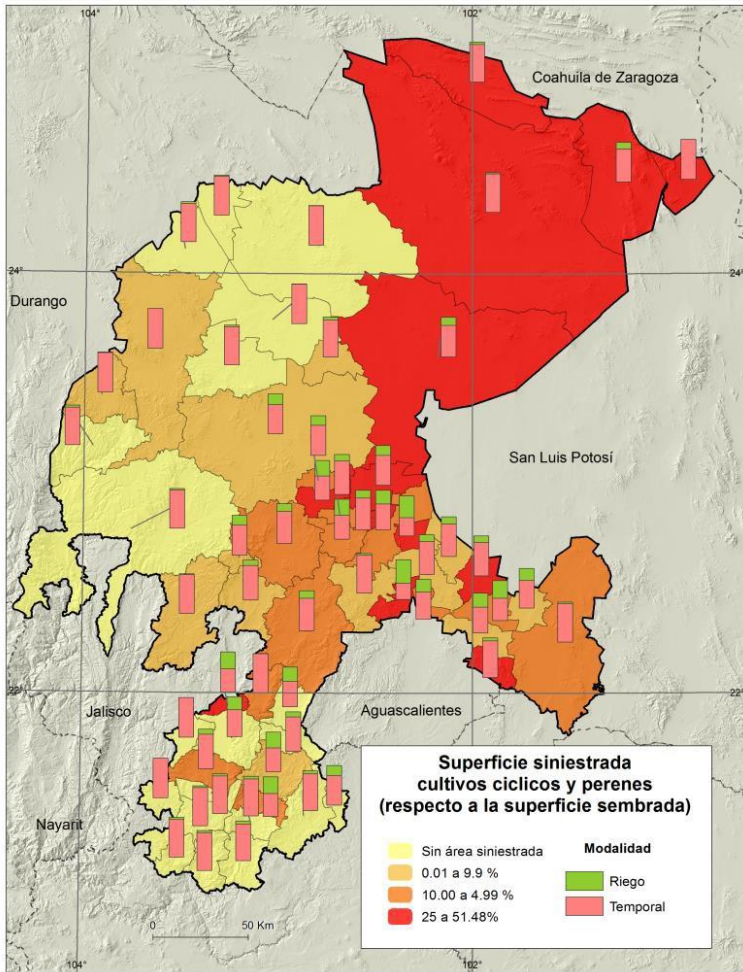 104°
102°
Coahuila de Zaragoza
24°
24°
Durango
San Luis Potosí
22°
22°
Jalisco
Aguascalientes
Nayarit
Superficie siniestrada
cultivos ciclicos y perenes
(respecto a la superficie sembrada)
Sin área siniestrada
0.01 a 9.9 %
10.00 a 4.99 %
25 a 51.48%
Modalidad
Riego
Temporal
0
50 Km
104°
102°